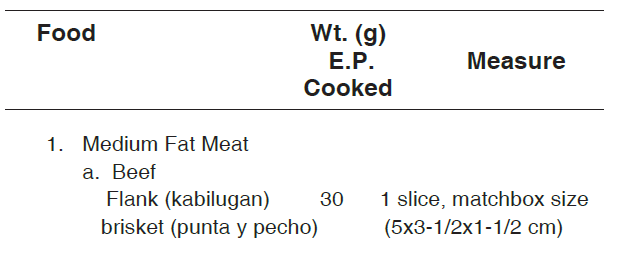 Food Wt. (g)
E.P. Measure
Cooked
1. Medium Fat Meat
a. Beef
Flank (kabilugan) 30 1 slice, matchbox size
brisket (punta y pecho) (5x3-1/2x1-1/2 cm)